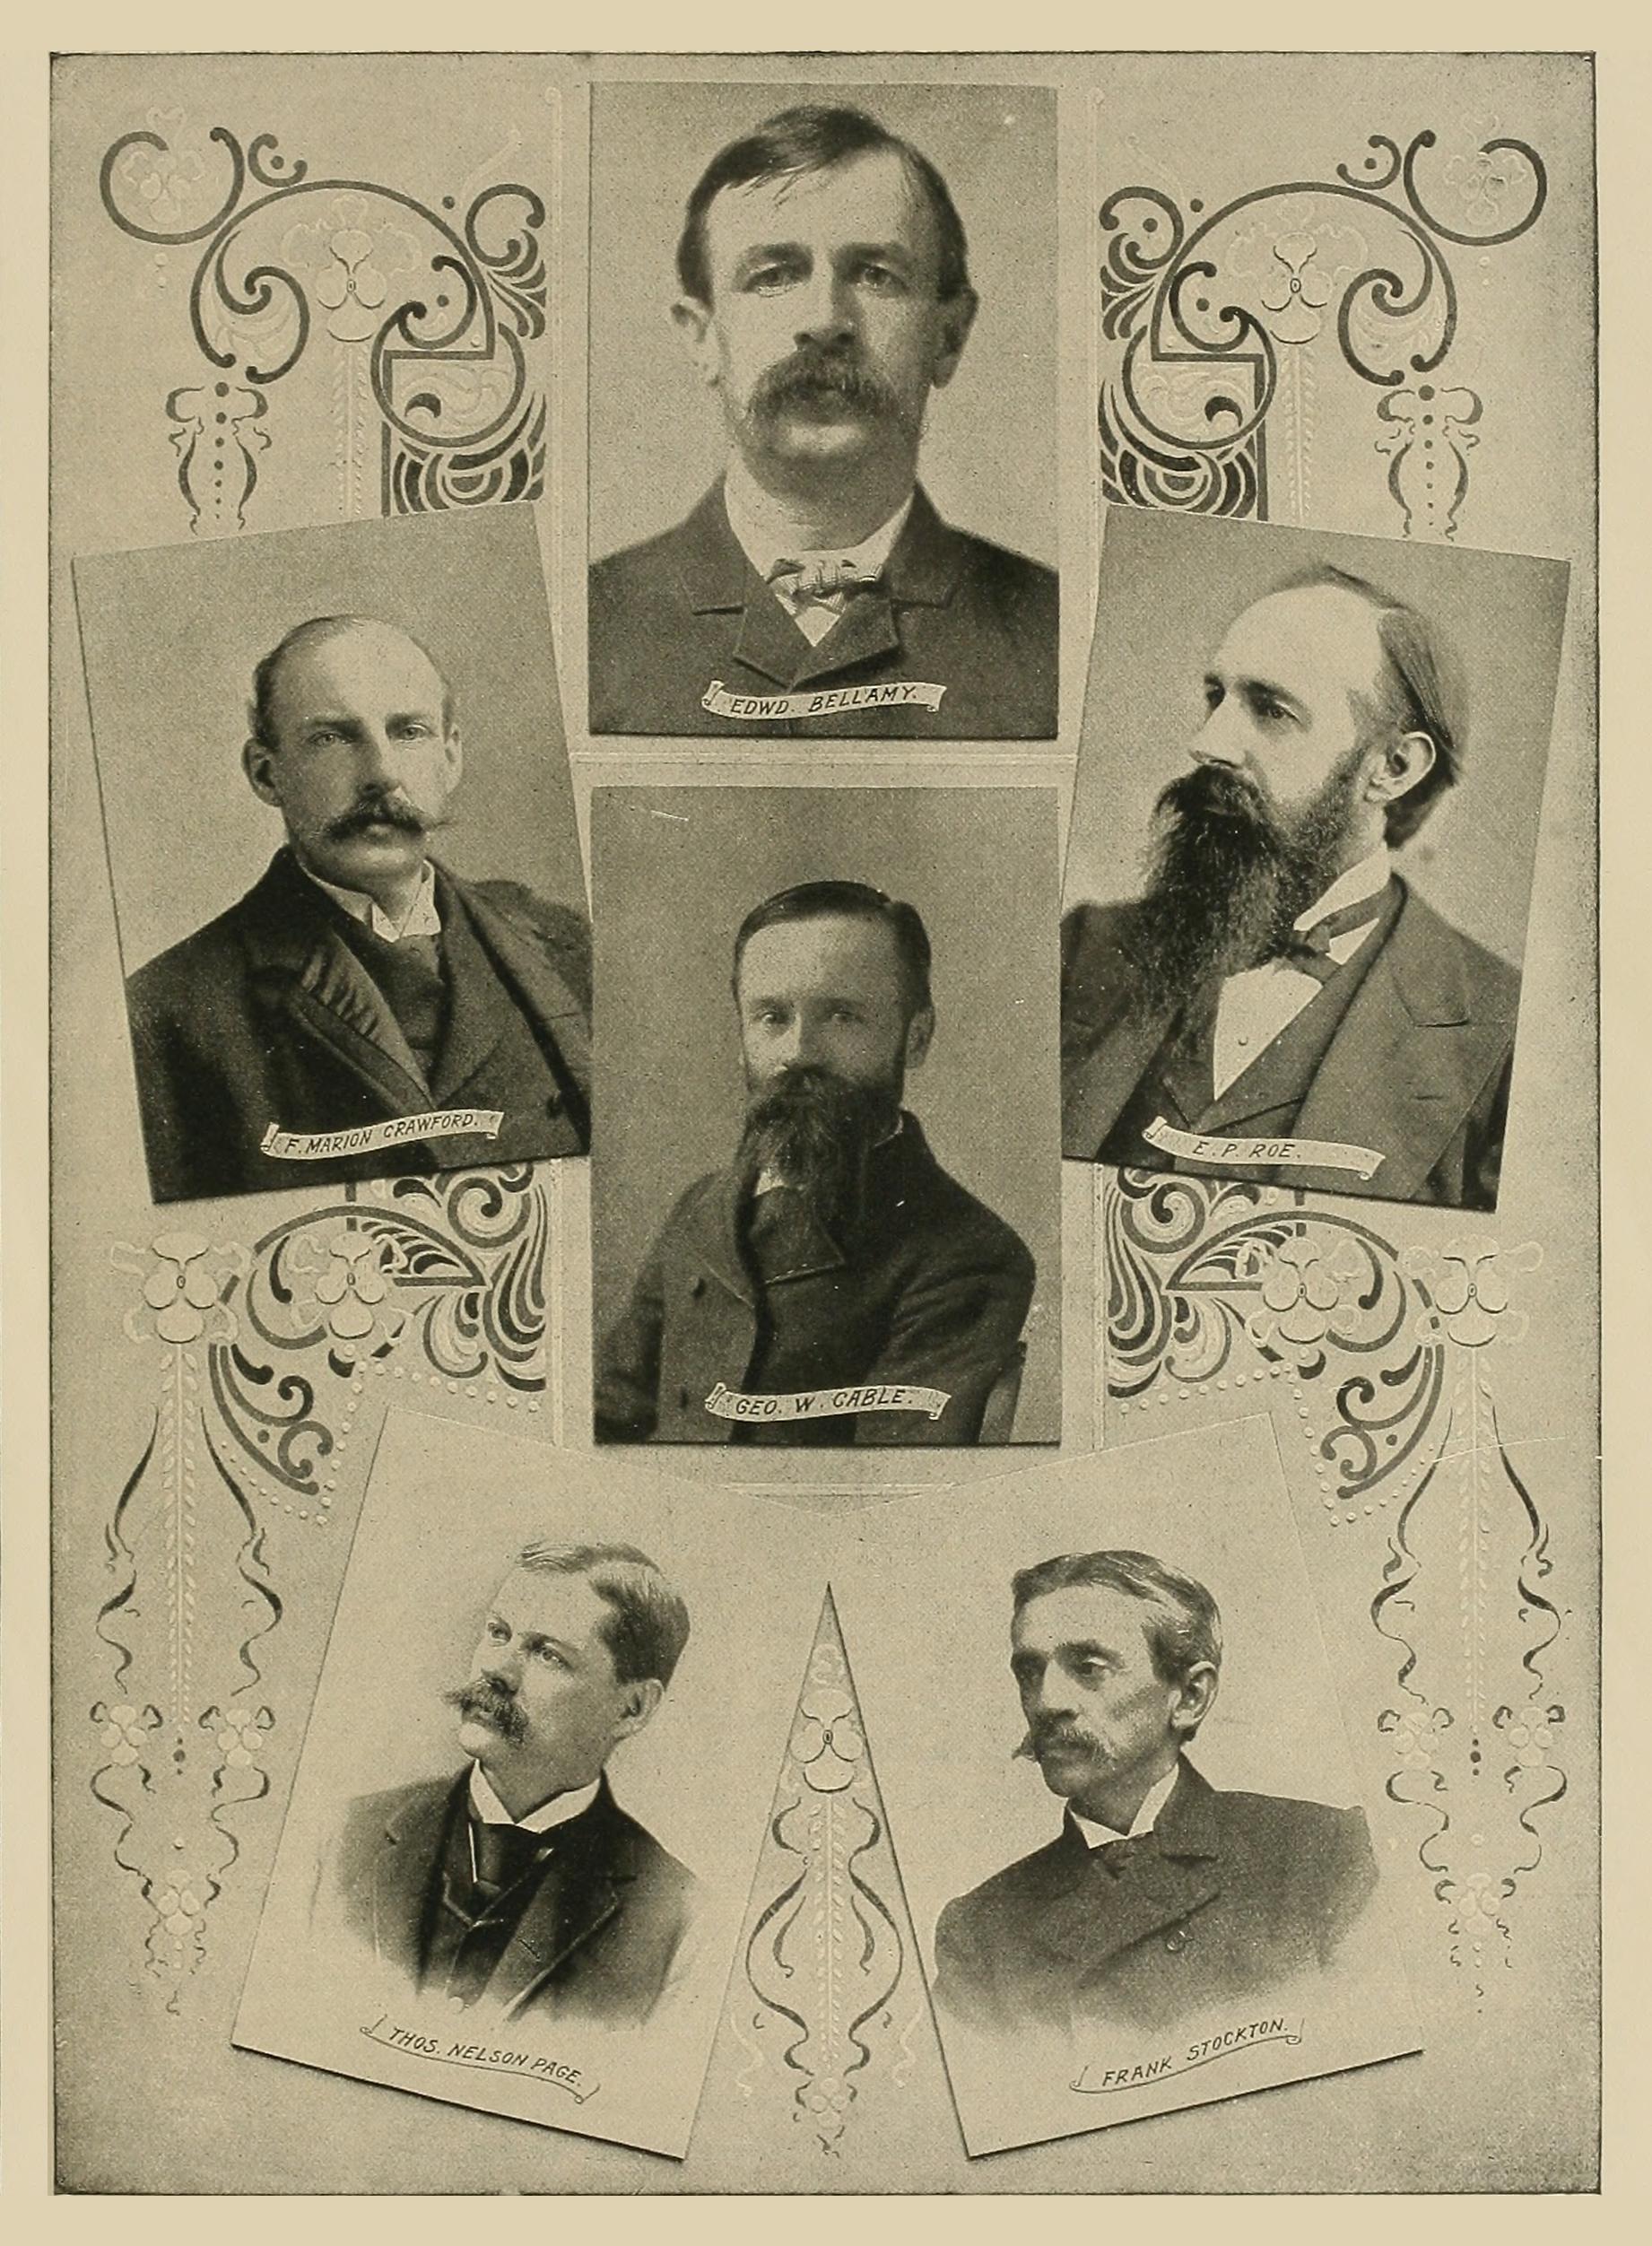 EDWD. BELLAMY.
F. MARION CRAWFORD.
E. P. ROE.
GEO. W. CABLE.
THOS. NELSON PAGE.
FRANK STOCKTON.